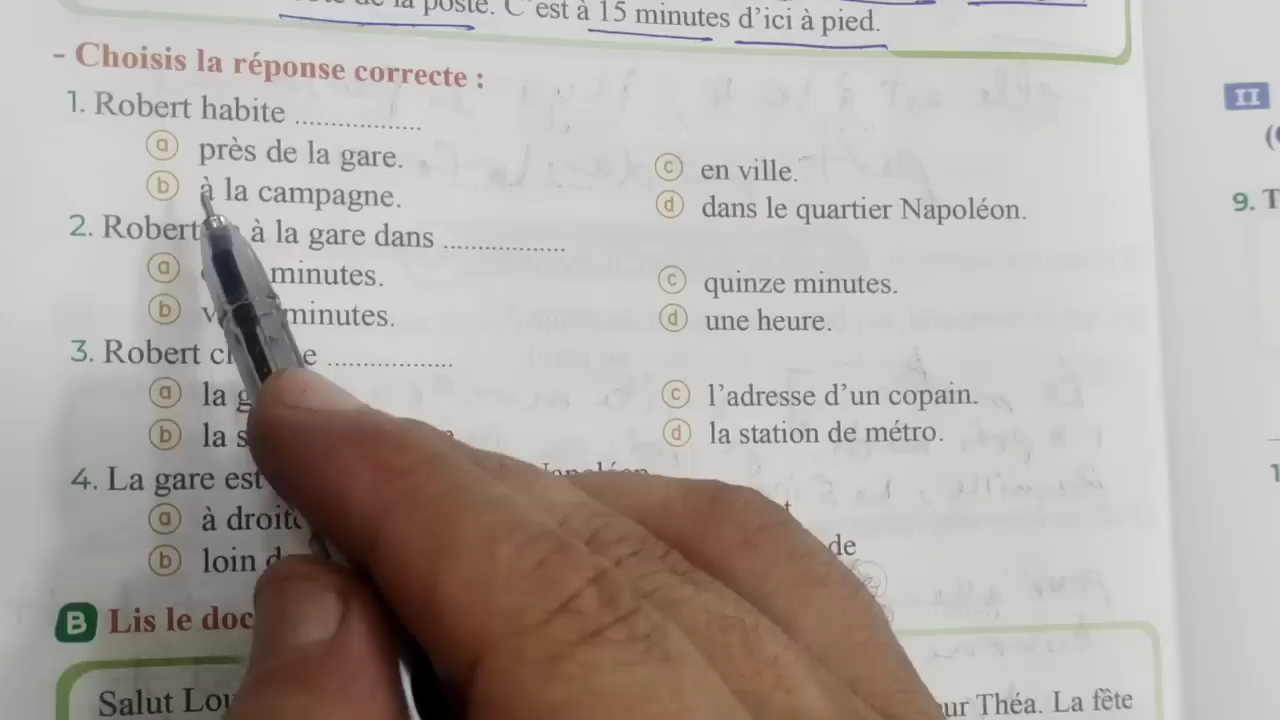 la poste. C'est à 15 minutes d'ici à pied.
- Choisis la réponse correcte :
1. Robert habite ....................
a près de la gare.
c en ville.
b à la campagne.
d dans le quartier Napoléon.
2. Robert à la gare dans ....................
a minutes.
c quinze minutes.
b minutes.
d une heure.
3. Robert ....................
a la
c l'adresse d'un copain.
b la
d la station de métro.
4. La gare est
a à droite
b loin
de
B Lis le doc
Salut
Théa. La fête
II
9.